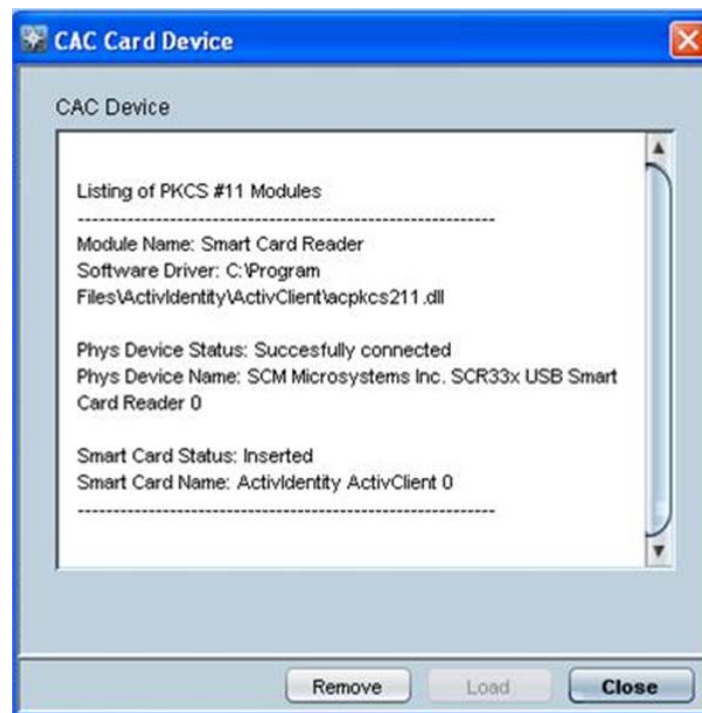 CAC Card Device
CAC Device
Listing of PKCS #11 Modules
-----------------------------------------------------------
Module Name: Smart Card Reader
Software Driver: C:\Program
Files\ActivIdentity\ActivClient\acpkcs211.dll
Phys Device Status: Succesfully connected
Phys Device Name: SCM Microsystems Inc. SCR33x USB Smart
Card Reader 0
Smart Card Status: Inserted
Smart Card Name: ActivIdentity ActivClient 0
-----------------------------------------------------------
Remove
Load
Close